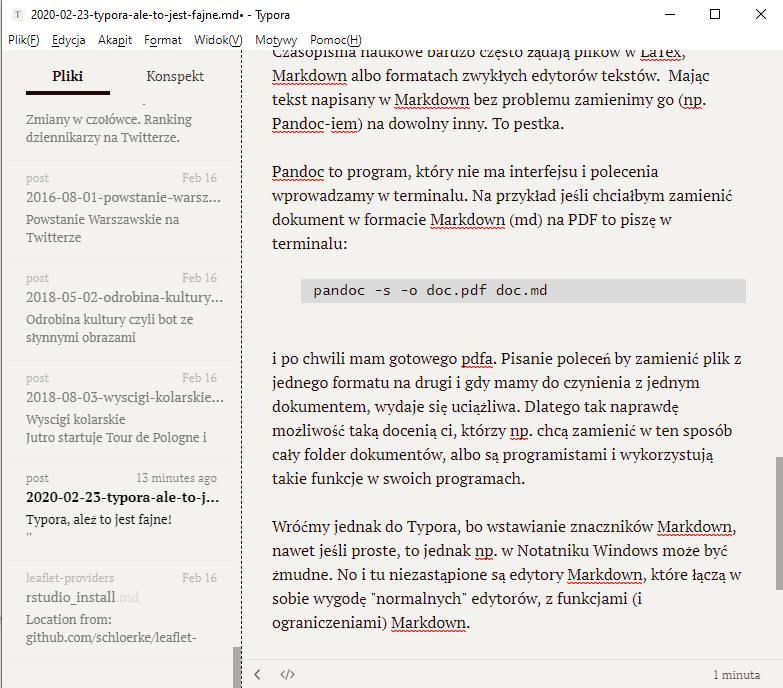 2020-02-23-typora-ale-to-jest-fajne.md• - Typora
Plik(F) Edycja Akapit Format Widok(V) Motywy Pomoc(H)
Pliki Konspekt
Zmiany w czołówce. Ranking
dziennikarzy na Twitterze.
post Feb 16
2016-08-01-powstanie-warsz...
Powstanie Warszawskie na
Twitterze
post Feb 16
2018-05-02-odrobina-kultury...
Odrobina kultury czyli bot ze
słynnymi obrazami
post Feb 16
2018-08-03-wyscigi-kolarskie...
Wyscigi kolarskie
Jutro startuje Tour de Pologne i
post 13 minutes ago
2020-02-23-typora-ale-to-j...
Typora, ależ to jest fajne!
"
leaflet-providers Feb 16
rstudio_install.md
Location from:
github.com/schloerke/leaflet-
Czasopisma naukowe bardzo często żądają plików w LaTex,
Markdown albo formatach zwykłych edytorów tekstów. Mając
tekst napisany w Markdown bez problemu zamienimy go (np.
Pandoc-iem) na dowolny inny. To pestka.
Pandoc to program, który nie ma interfejsu i polecenia
wprowadzamy w terminalu. Na przykład jeśli chciałbym zamienić
dokument w formacie Markdown (md) na PDF to piszę w
terminalu:
pandoc -s -o doc.pdf doc.md
i po chwili mam gotowego pdfa. Pisanie poleceń by zamienić plik z
jednego formatu na drugi i gdy mamy do czynienia z jednym
dokumentem, wydaje się uciążliwa. Dlatego tak naprawdę
możliwość taką docenią ci, którzy np. chcą zamienić w ten sposób
cały folder dokumentów, albo są programistami i wykorzystują
takie funkcje w swoich programach.
Wróćmy jednak do Typora, bo wstawianie znaczników Markdown,
nawet jeśli proste, to jednak np. w Notatniku Windows może być
żmudne. No i tu niezastąpione są edytory Markdown, które łączą w
sobie wygodę "normalnych" edytorów, z funkcjami (i
ograniczeniami) Markdown.
1 minuta